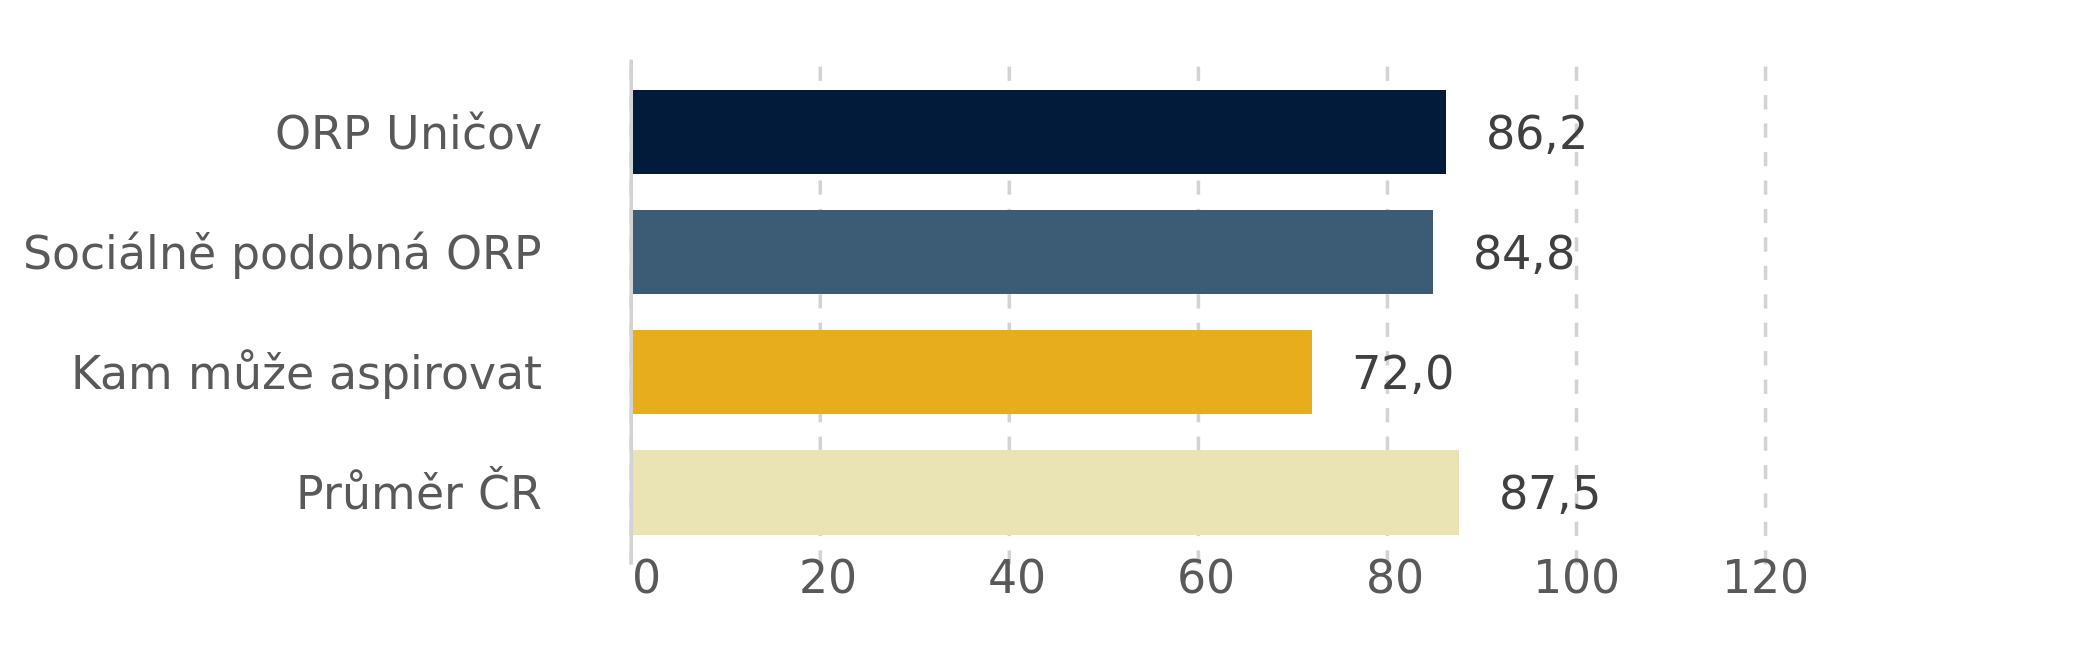 ORP Uničov 86,2
Sociálně podobná ORP 84,8
Kam může aspirovat 72,0
Průměr ČR 87,5
0 20 40 60 80 100 120